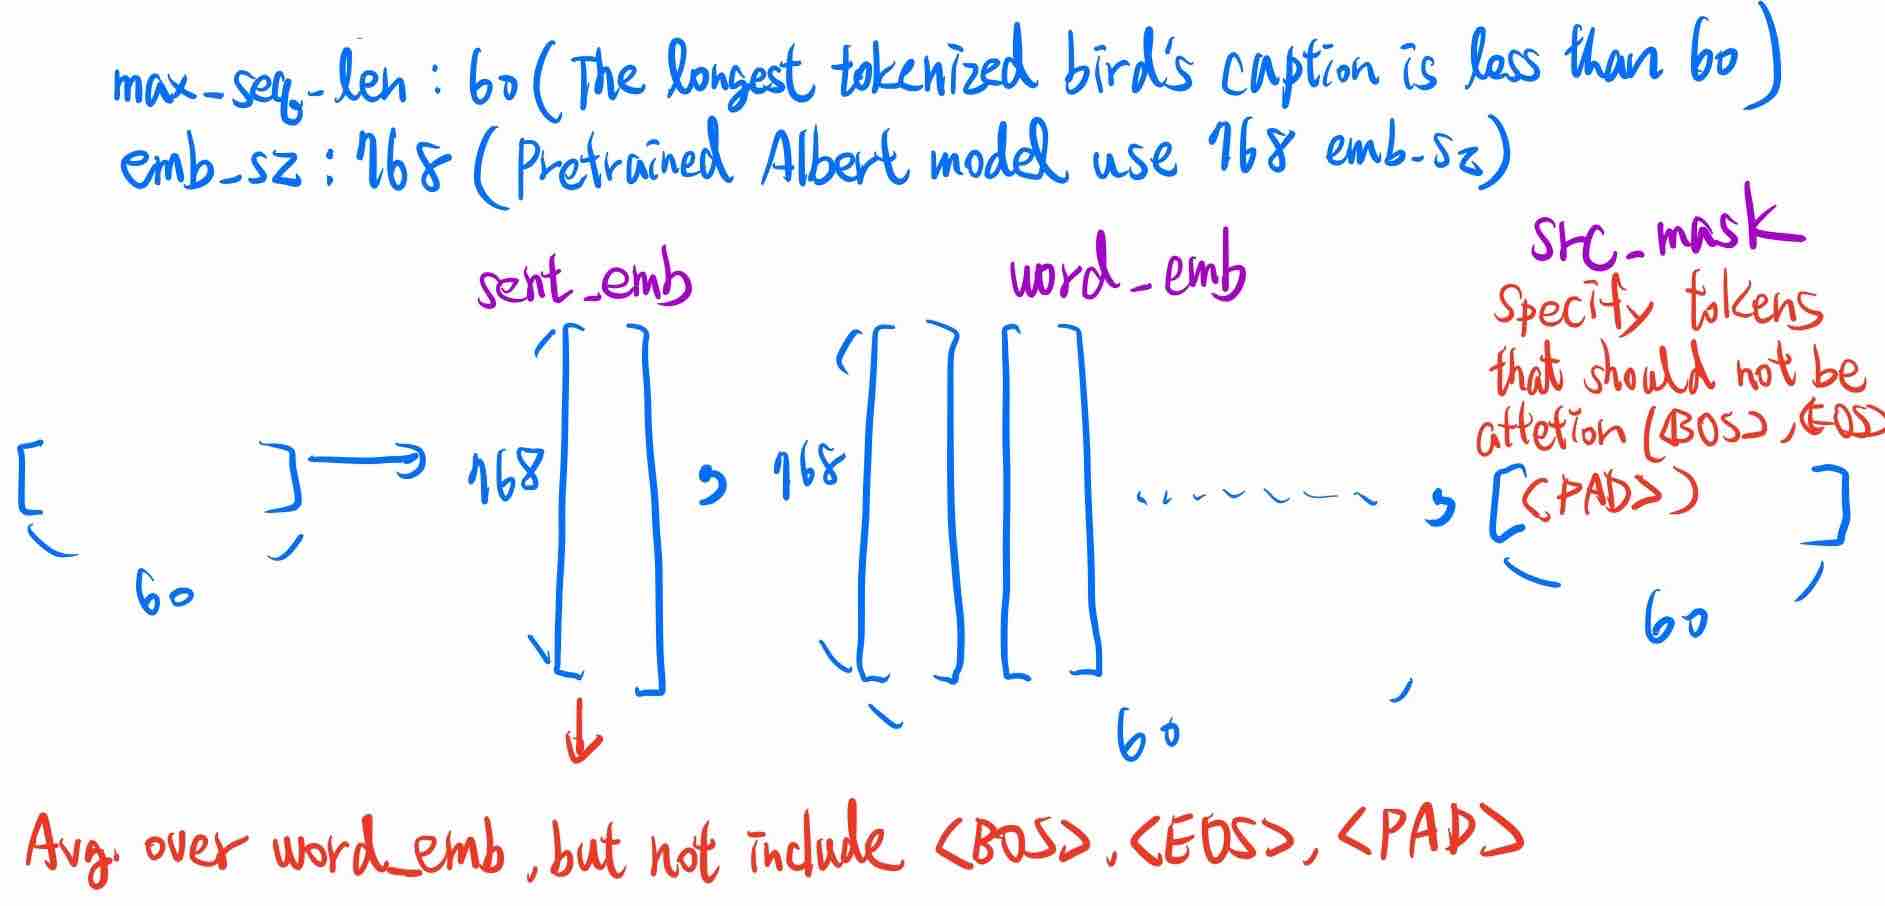 max_seq_len : 60 (The longest tokenized bird's caption is less than 60)
emb_sz : 768 (Pretrained Albert model use 768 emb_sz)
sent_emb
word_emb
src_mask
Specify tokens
that should not be
attetion (<BOS>, <EOS>
<PAD>)
768
,
768
,
60
60
60
Avg. over word_emb, but not include <BOS>, <EOS>, <PAD>